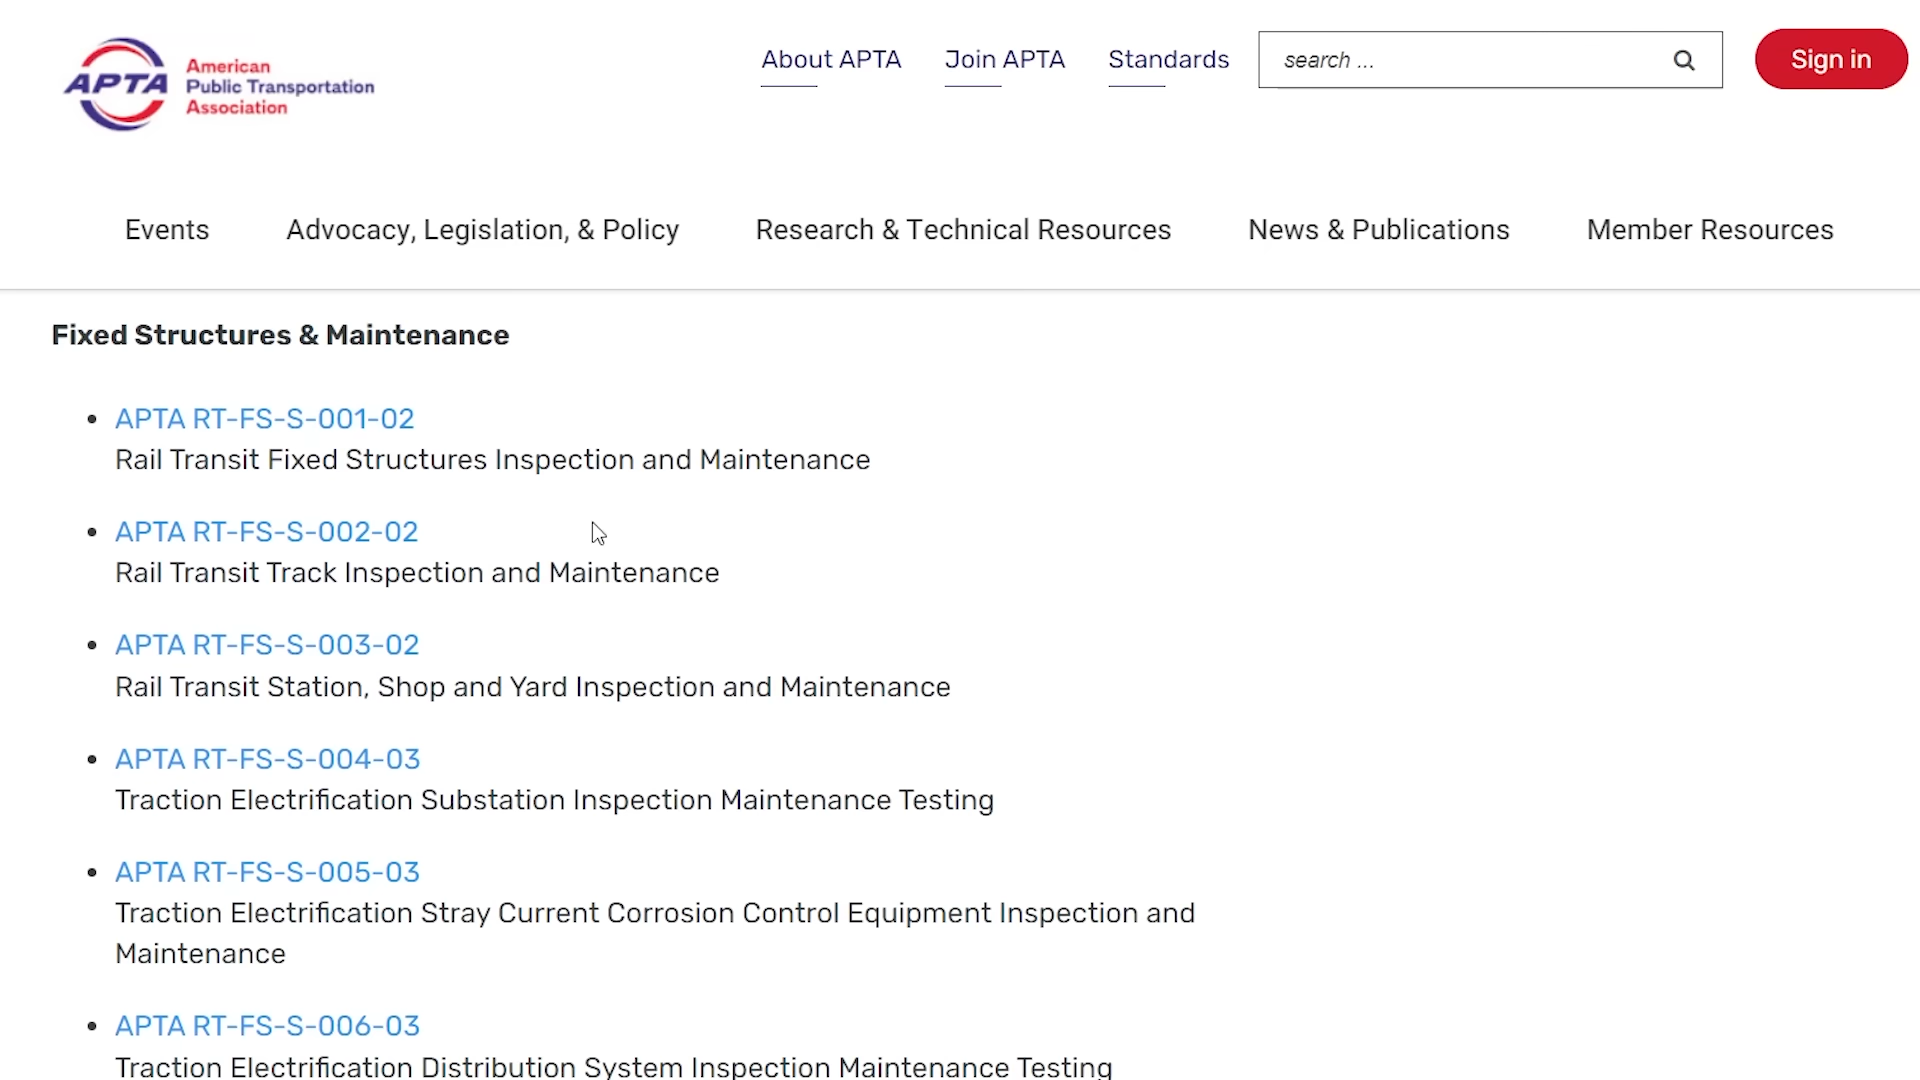 APTA
American
Public Transportation
Association
About APTA
Join APTA
Standards
search ...
Sign in
Events
Advocacy, Legislation, & Policy
Research & Technical Resources
News & Publications
Member Resources
Fixed Structures & Maintenance
APTA RT-FS-S-001-02
Rail Transit Fixed Structures Inspection and Maintenance
APTA RT-FS-S-002-02
Rail Transit Track Inspection and Maintenance
APTA RT-FS-S-003-02
Rail Transit Station, Shop and Yard Inspection and Maintenance
APTA RT-FS-S-004-03
Traction Electrification Substation Inspection Maintenance Testing
APTA RT-FS-S-005-03
Traction Electrification Stray Current Corrosion Control Equipment Inspection and
Maintenance
APTA RT-FS-S-006-03
Traction Electrification Distribution System Inspection Maintenance Testing